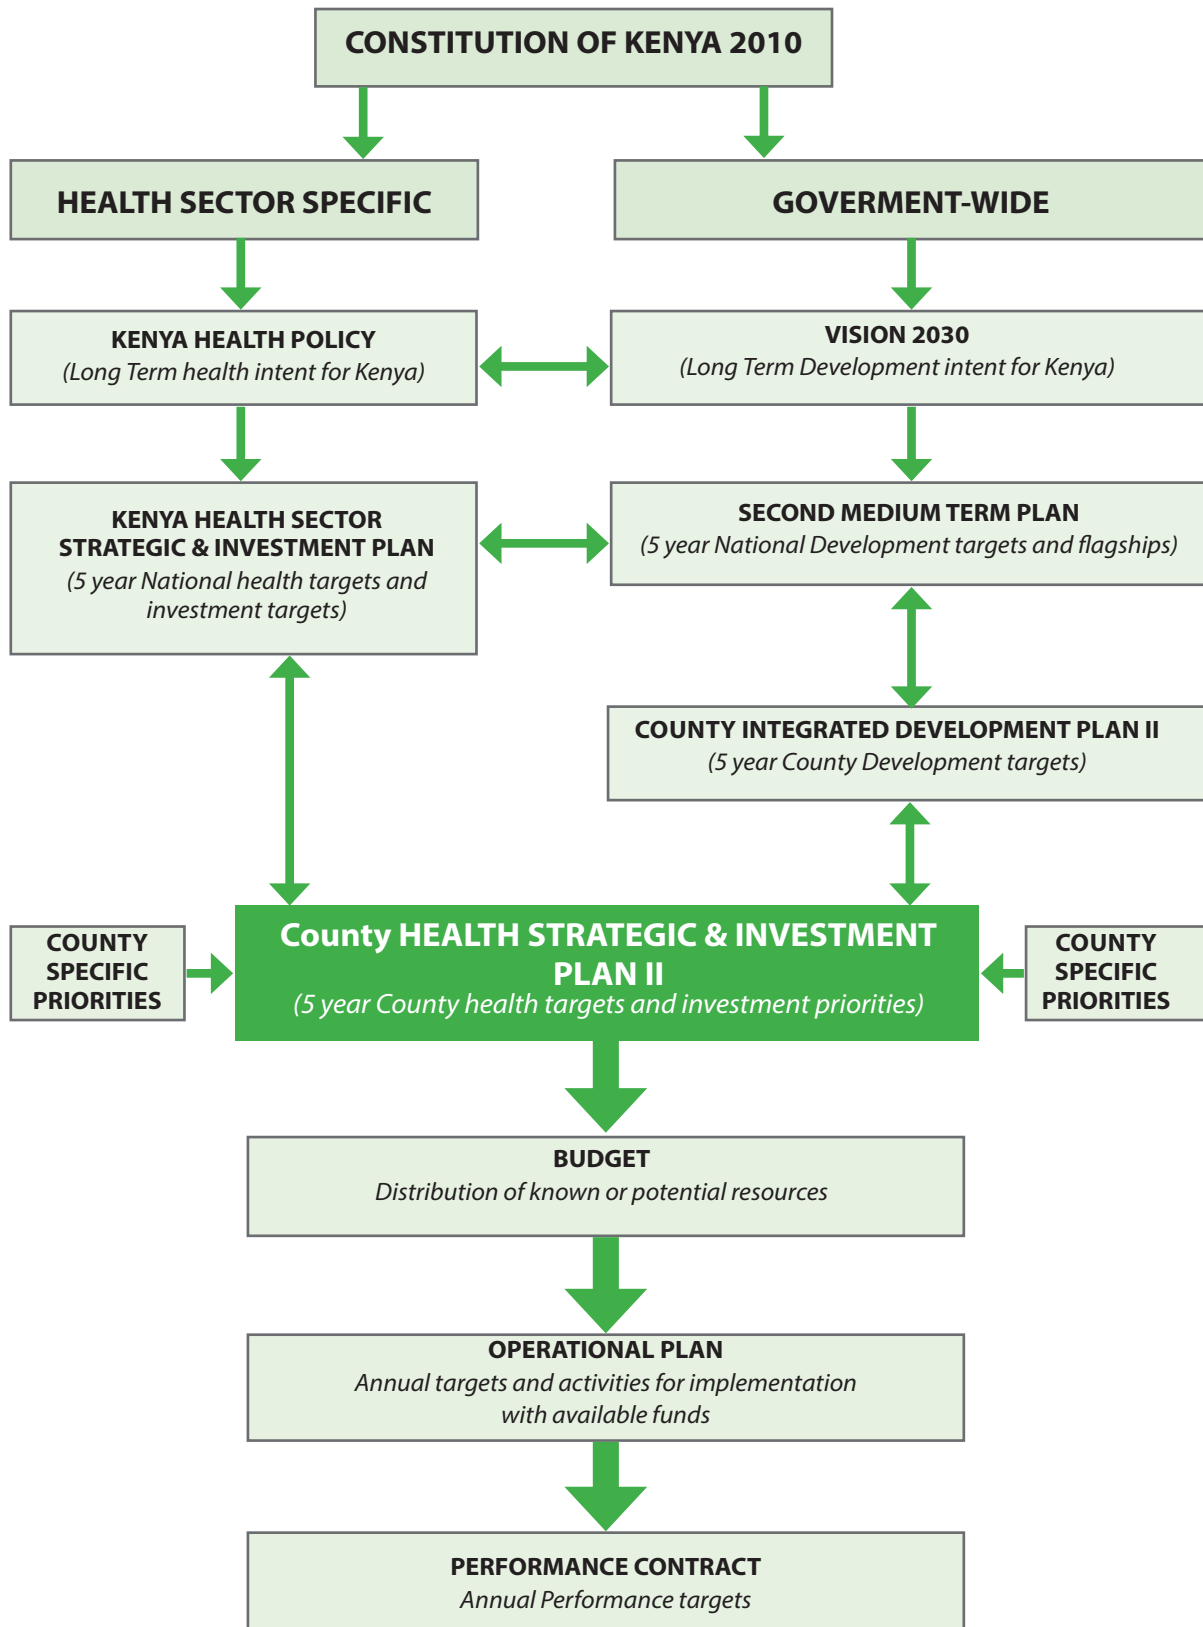 CONSTITUTION OF KENYA 2010
HEALTH SECTOR SPECIFIC
GOVERMENT-WIDE
KENYA HEALTH POLICY
(Long Term health intent for Kenya)
VISION 2030
(Long Term Development intent for Kenya)
KENYA HEALTH SECTOR
STRATEGIC & INVESTMENT PLAN
(5 year National health targets and
investment targets)
SECOND MEDIUM TERM PLAN
(5 year National Development targets and flagships)
COUNTY INTEGRATED DEVELOPMENT PLAN II
(5 year County Development targets)
COUNTY
SPECIFIC
PRIORITIES
County HEALTH STRATEGIC & INVESTMENT
PLAN II
(5 year County health targets and investment priorities)
COUNTY
SPECIFIC
PRIORITIES
BUDGET
Distribution of known or potential resources
OPERATIONAL PLAN
Annual targets and activities for implementation
with available funds
PERFORMANCE CONTRACT
Annual Performance targets